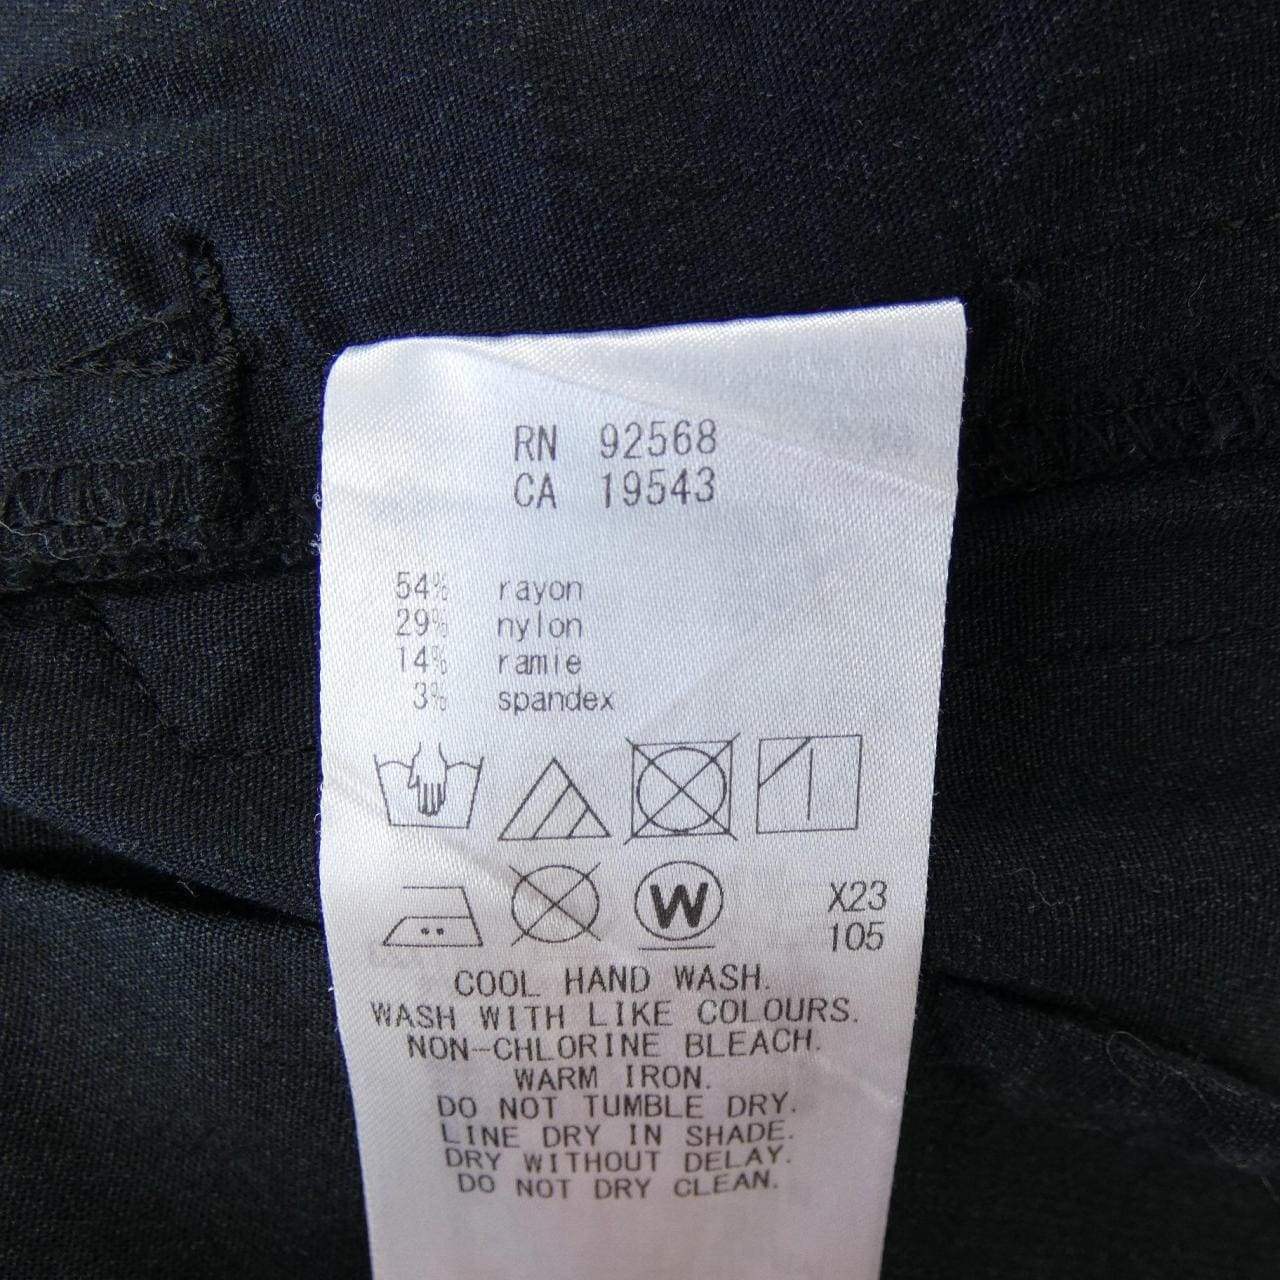 RN 92568
CA 19543
54% rayon
29% nylon
14% ramie
3% spandex
W
X23
105
COOL HAND WASH.
WASH WITH LIKE COLOURS.
NON-CHLORINE BLEACH.
WARM IRON.
DO NOT TUMBLE DRY.
LINE DRY IN SHADE.
DRY WITHOUT DELAY.
DO NOT DRY CLEAN.